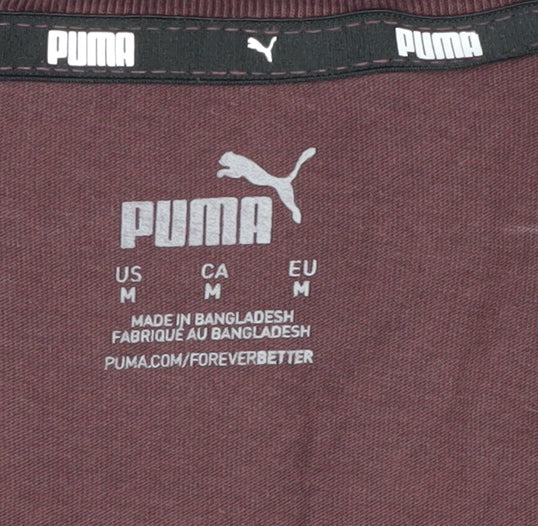 PUMA PUMA
PUMA
US CA EU
M M M
MADE IN BANGLADESH
FABRIQUÉ AU BANGLADESH
PUMA.COM/FOREVERBETTER